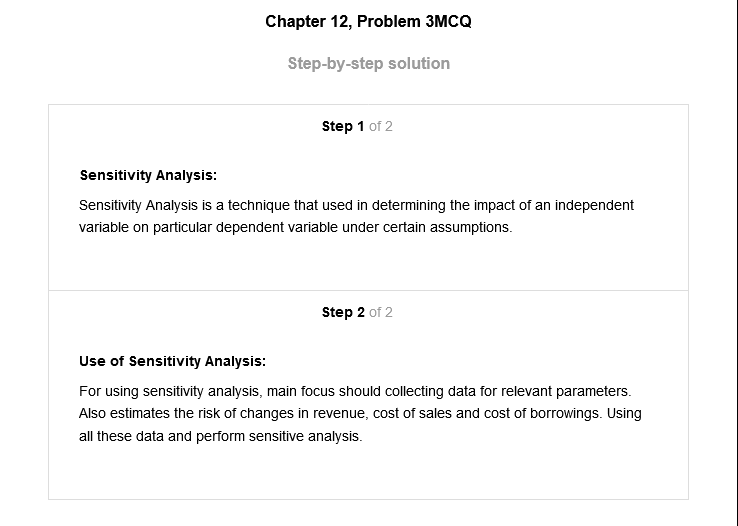 Chapter 12, Problem 3MCQ
Step-by-step solution
Step 1 of 2
Sensitivity Analysis:
Sensitivity Analysis is a technique that used in determining the impact of an independent
variable on particular dependent variable under certain assumptions.
Step 2 of 2
Use of Sensitivity Analysis:
For using sensitivity analysis, main focus should collecting data for relevant parameters.
Also estimates the risk of changes in revenue, cost of sales and cost of borrowings. Using
all these data and perform sensitive analysis.